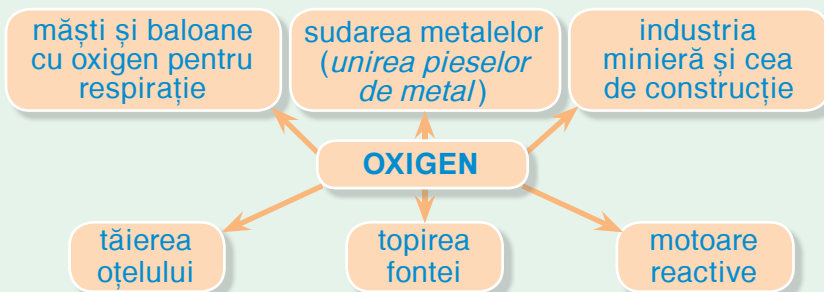 măști și baloane
cu oxigen pentru
respirație
sudarea metalelor
(unirea pieselor
de metal)
industria
minieră și cea
de construcție
OXIGEN
tăierea
oțelului
topirea
fontei
motoare
reactive